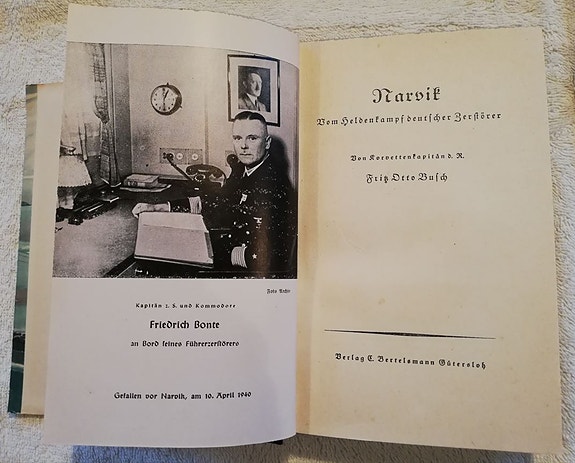 Foto Archiv
Kapitän z. S. und Kommodore
Friedrich Bonte
an Bord seines Führerzerstörers
Gefallen vor Narvik, am 10. April 1940
Narvik
Vom Heldenkampf deutscher Zerstörer
Von Korvettenkapitän d. R.
Fritz Otto Busch
Verlag C. Bertelsmann Gütersloh